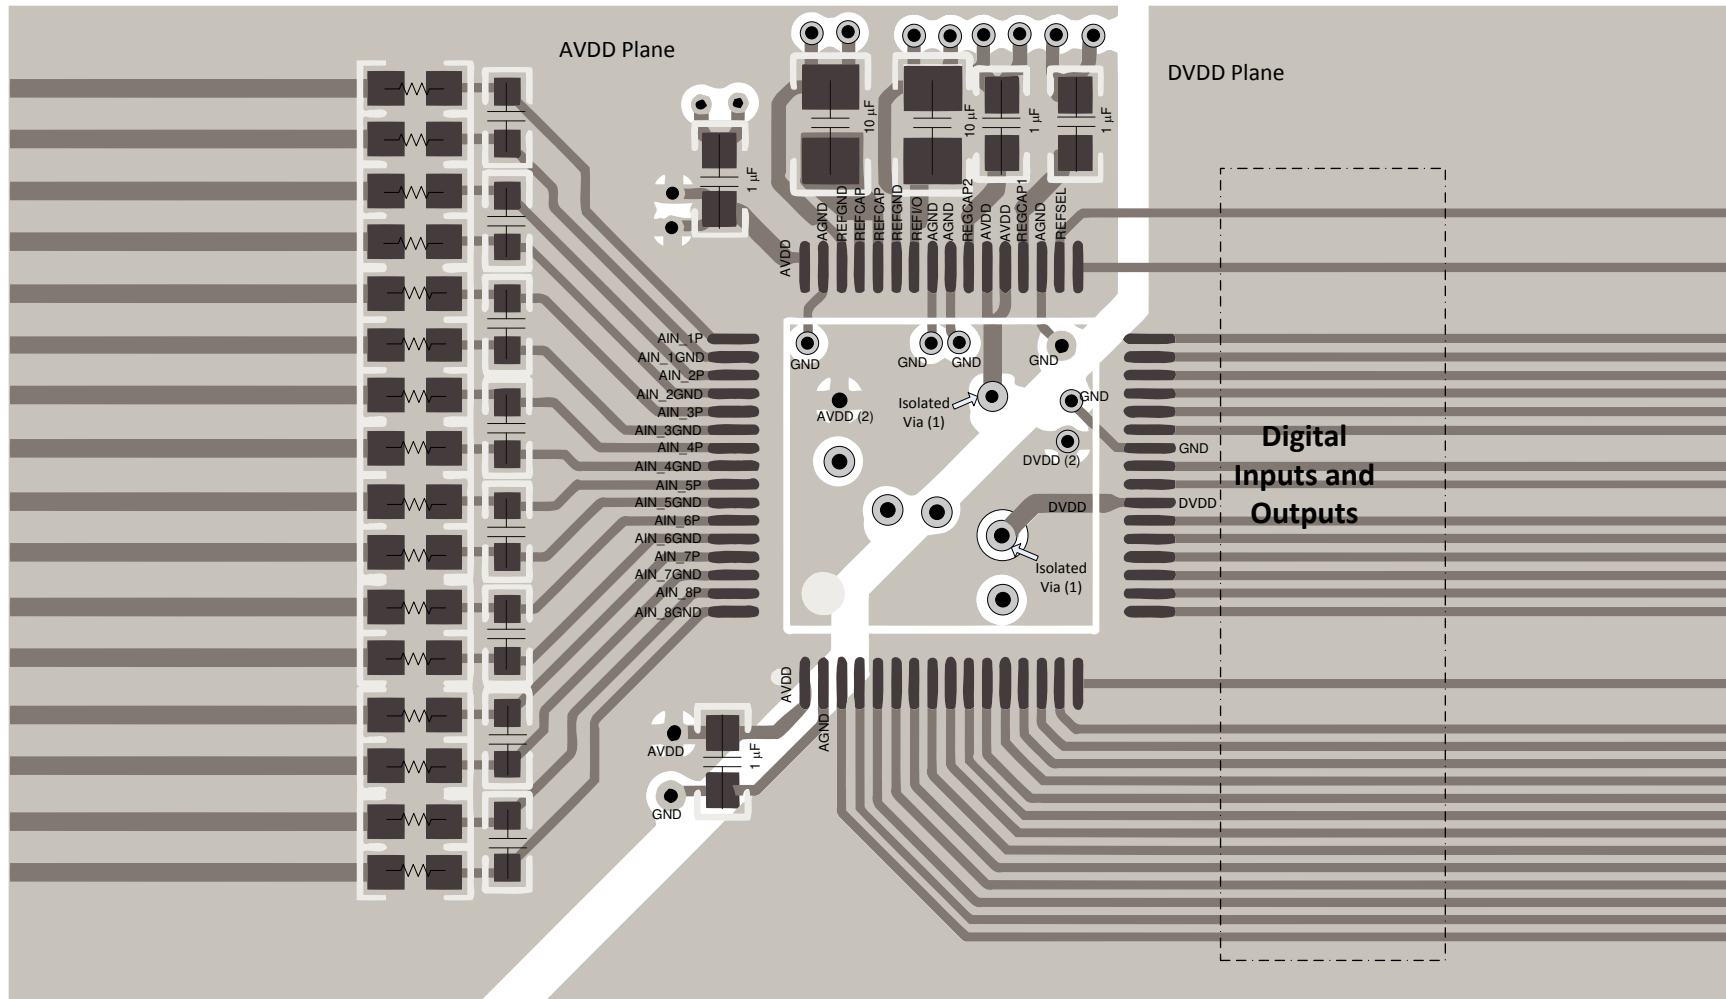 AVDD Plane
DVDD Plane
10 µF
10 µF
1 µF
1 µF
1 µF
AVDD
AGND
REFGND
REFCAP
REFCAP
REFGND
REFI/O
AGND
AGND
REGCAP2
AVDD
AVDD
REGCAP1
AGND
REFSEL
AIN_1P
AIN_1GND
AIN_2P
AIN_2GND
AIN_3P
AIN_3GND
AIN_4P
AIN_4GND
AIN_5P
AIN_5GND
AIN_6P
AIN_6GND
AIN_7P
AIN_7GND
AIN_8P
AIN_8GND
GND
GND
GND
GND
AVDD (2)
Isolated
Via (1)
GND
DVDD (2)
GND
DVDD
DVDD
Isolated
Via (1)
Digital
Inputs and
Outputs
AVDD
AGND
AVDD
1 µF
GND